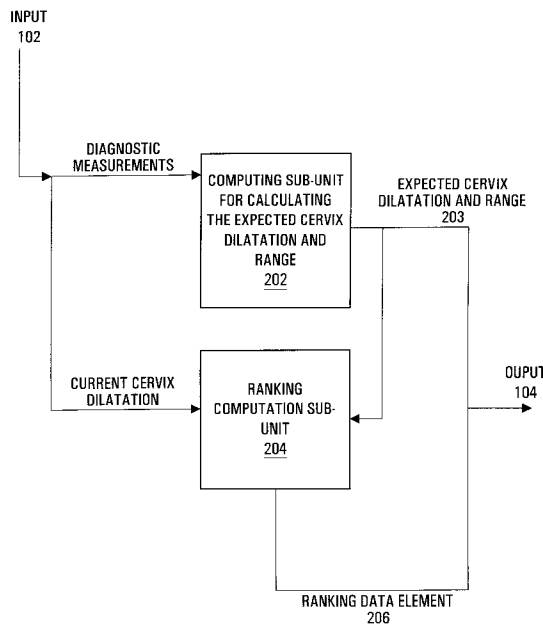 INPUT
102
DIAGNOSTIC
MEASUREMENTS
COMPUTING SUB-UNIT
FOR CALCULATING
THE EXPECTED CERVIX
DILATATION AND
RANGE
202
EXPECTED CERVIX
DILATATION AND RANGE
203
CURRENT CERVIX
DILATATION
RANKING
COMPUTATION SUB-
UNIT
204
OUPUT
104
RANKING DATA ELEMENT
206